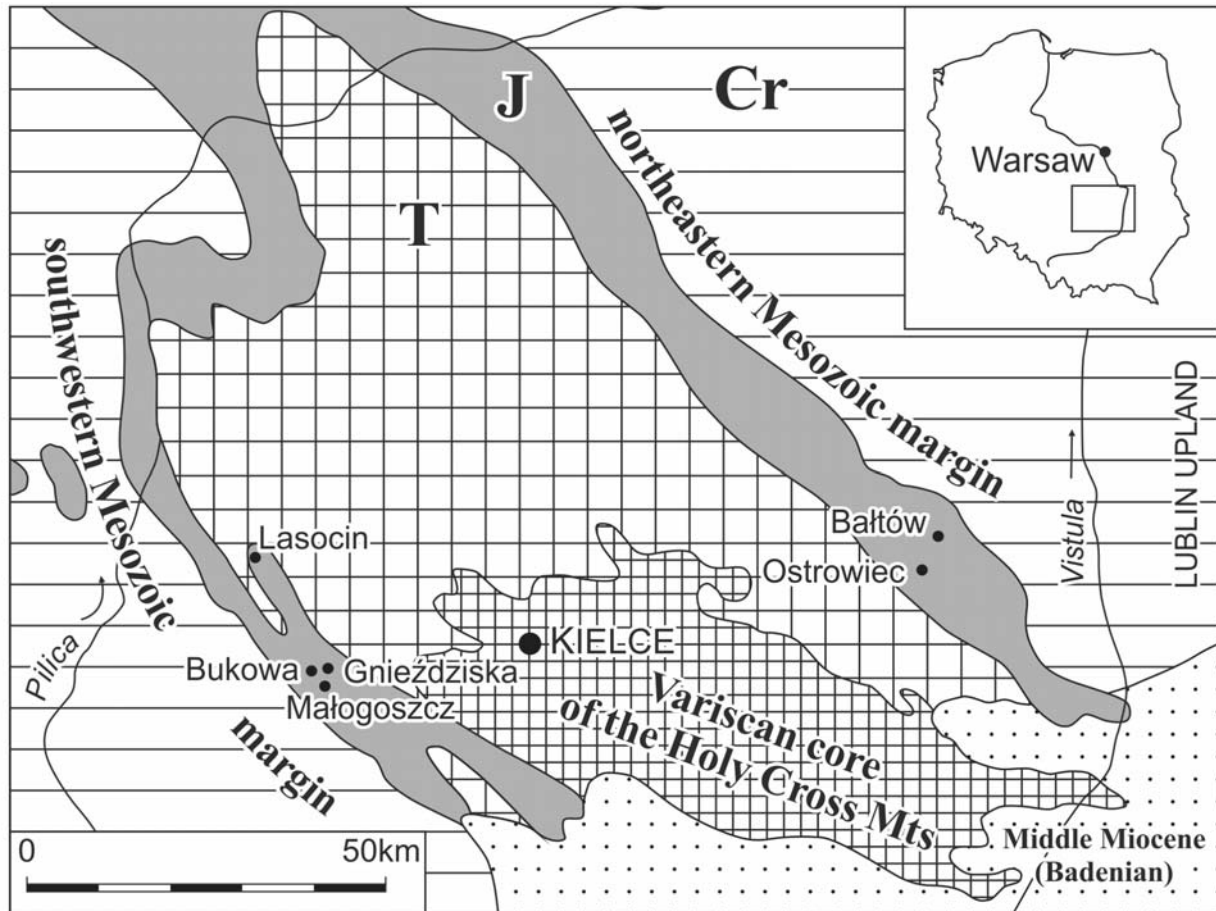 J
Cr
T
Warsaw
northeastern Mesozoic margin
southwestern Mesozoic
margin
LUBLIN UPLAND
Vistula
Pilica
Lasocin
Bałtów
Ostrowiec
KIELCE
Bukowa
Gnieździska
Małogoszcz
Variscan core
of the Holy Cross Mts
Middle Miocene
(Badenian)
0 50km